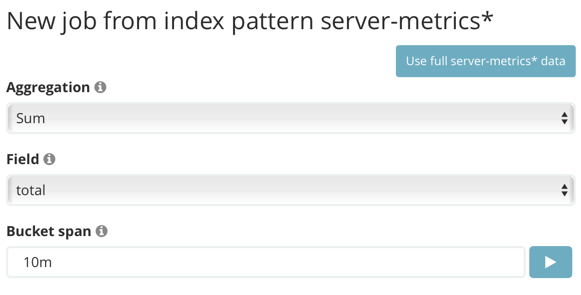 New job from index pattern server-metrics*
Use full server-metrics* data
Aggregation
Sum
Field
total
Bucket span
10m